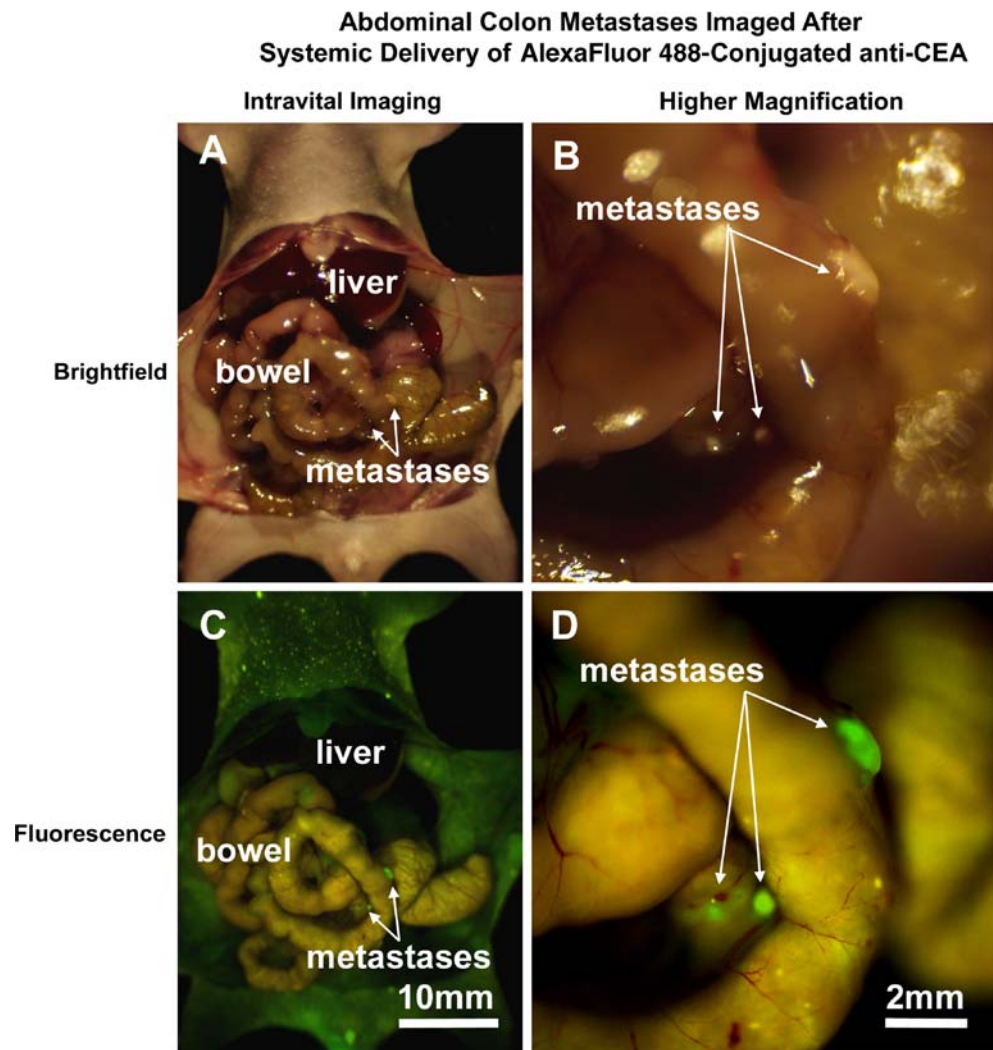 Abdominal Colon Metastases Imaged After
Systemic Delivery of AlexaFluor 488-Conjugated anti-CEA
Intravital Imaging
Higher Magnification
Brightfield
A
liver
bowel
metastases
B
metastases
Fluorescence
C
liver
bowel
metastases
10mm
D
metastases
2mm